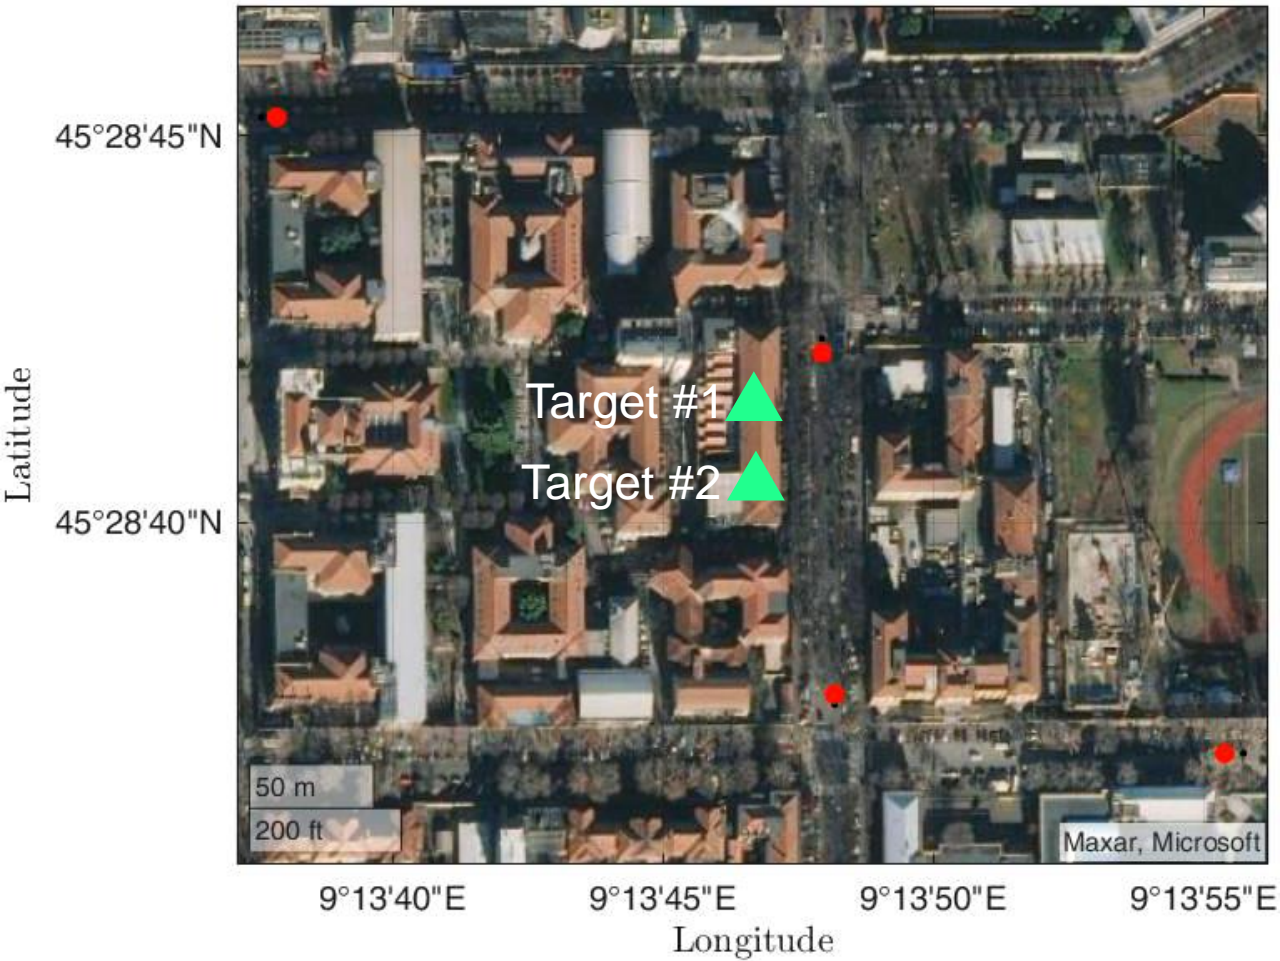 45°28'45"N
Target #1
Target #2
45°28'40"N
Latitude
50 m
200 ft
Maxar, Microsoft
9°13'40"E
9°13'45"E
9°13'50"E
9°13'55"E
Longitude